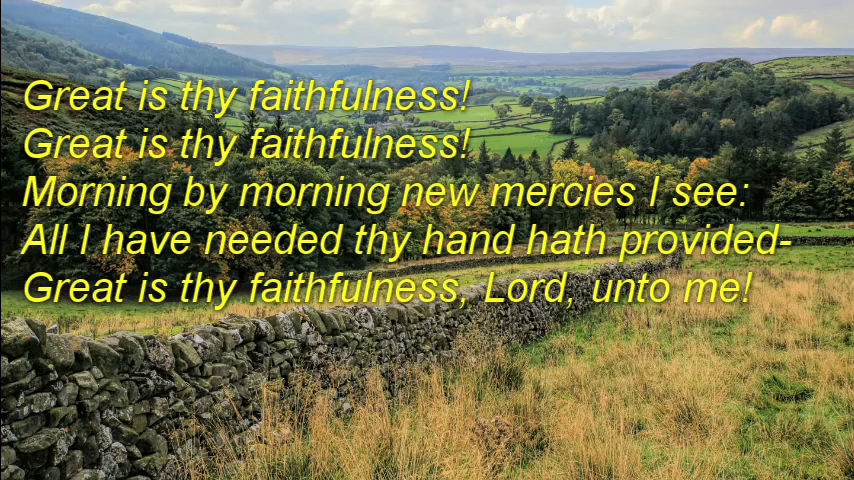 Great is thy faithfulness!
Great is thy faithfulness!
Morning by morning new mercies I see:
All I have needed thy hand hath provided-
Great is thy faithfulness, Lord, unto me!